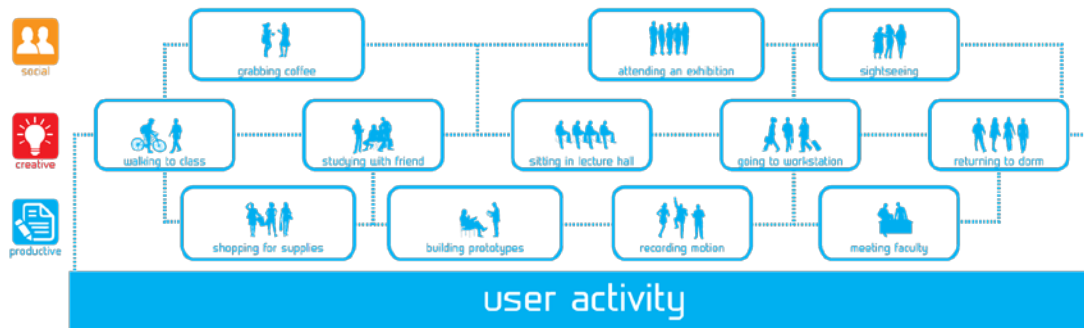 social
grabbing coffee
attending an exhibition
sightseeing
creative
walking to class
studying with friend
sitting in lecture hall
going to workstation
returning to dorm
productive
shopping for supplies
building prototypes
recording motion
meeting faculty
user activity